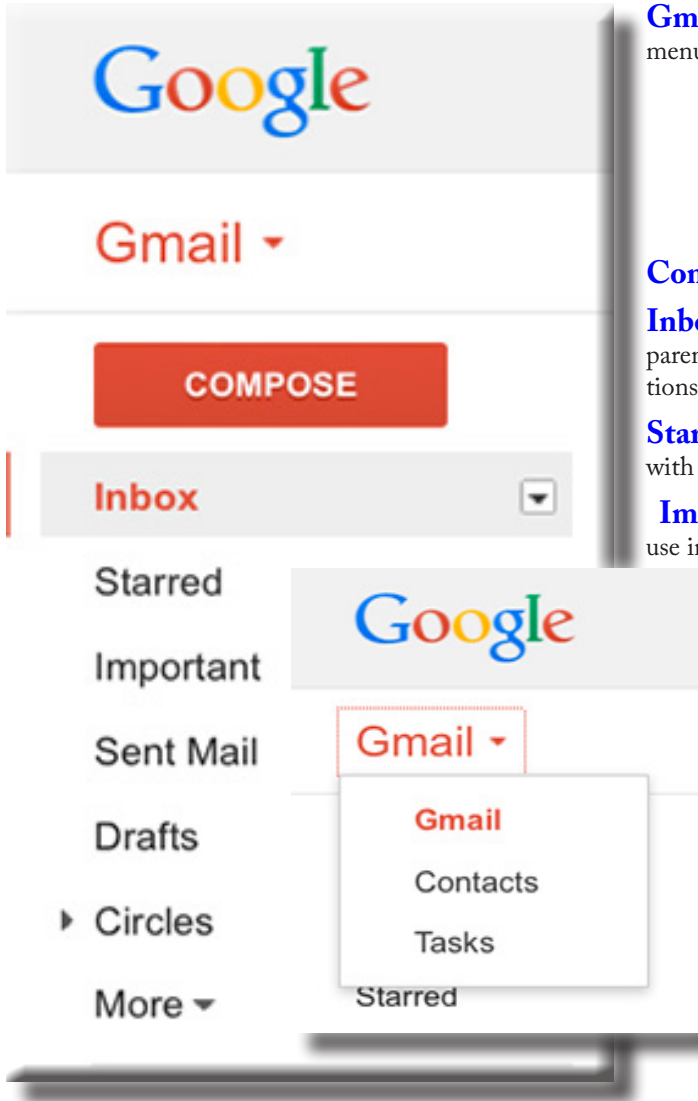 Google
Gmail
COMPOSE
Inbox
Starred
Important
Sent Mail
Drafts
Circles
More
Google
Gmail
Gmail
Contacts
Tasks
Starred
menu
tions
with
use